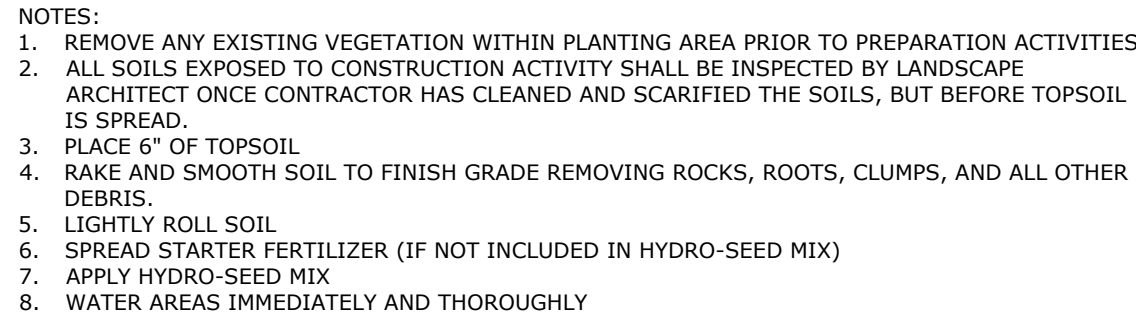 NOTES:
1. REMOVE ANY EXISTING VEGETATION WITHIN PLANTING AREA PRIOR TO PREPARATION ACTIVITIES
2. ALL SOILS EXPOSED TO CONSTRUCTION ACTIVITY SHALL BE INSPECTED BY LANDSCAPE
ARCHITECT ONCE CONTRACTOR HAS CLEANED AND SCARIFIED THE SOILS, BUT BEFORE TOPSOIL
IS SPREAD.
3. PLACE 6" OF TOPSOIL
4. RAKE AND SMOOTH SOIL TO FINISH GRADE REMOVING ROCKS, ROOTS, CLUMPS, AND ALL OTHER
DEBRIS.
5. LIGHTLY ROLL SOIL
6. SPREAD STARTER FERTILIZER (IF NOT INCLUDED IN HYDRO-SEED MIX)
7. APPLY HYDRO-SEED MIX
8. WATER AREAS IMMEDIATELY AND THOROUGHLY